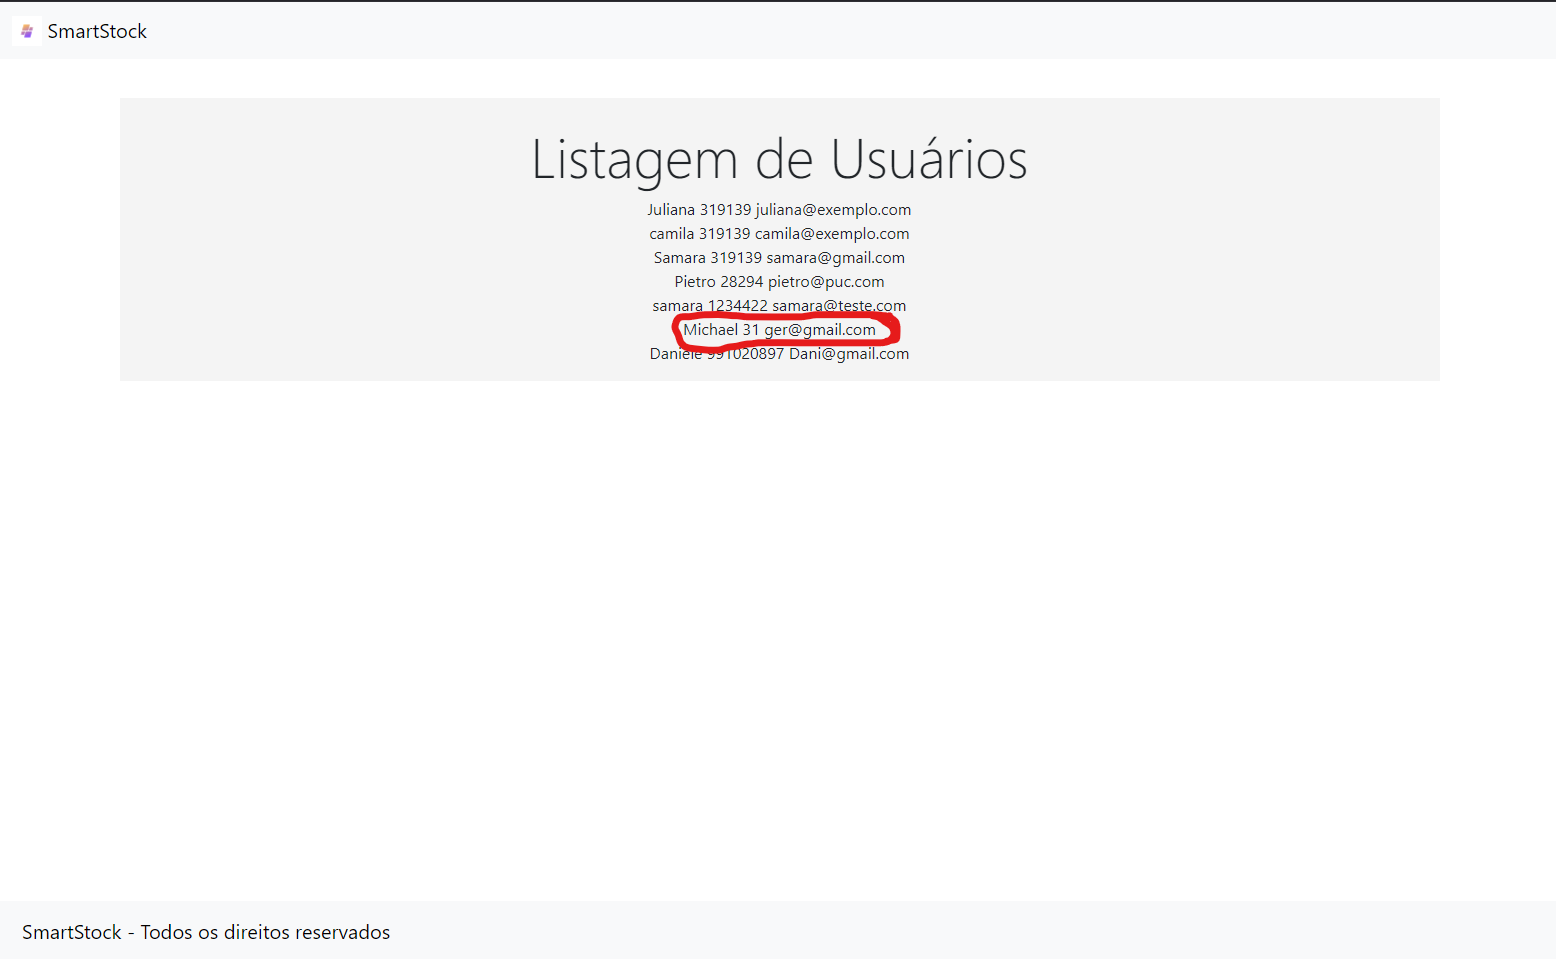 SmartStock
Listagem de Usuários
Juliana 319139 juliana@exemplo.com
camila 319139 camila@exemplo.com
Samara 319139 samara@gmail.com
Pietro 28294 pietro@puc.com
samara 1234422 samara@teste.com
Michael 31 ger@gmail.com
Daniele 991020897 Dani@gmail.com
SmartStock - Todos os direitos reservados